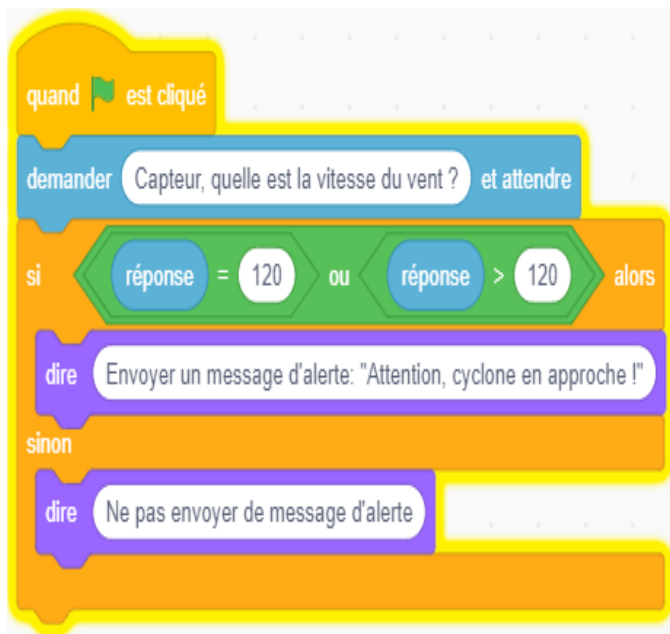 quand est cliqué
demander Capteur, quelle est la vitesse du vent ? et attendre
si réponse = 120 ou réponse > 120 alors
dire Envoyer un message d'alerte: "Attention, cyclone en approche !"
sinon
dire Ne pas envoyer de message d'alerte